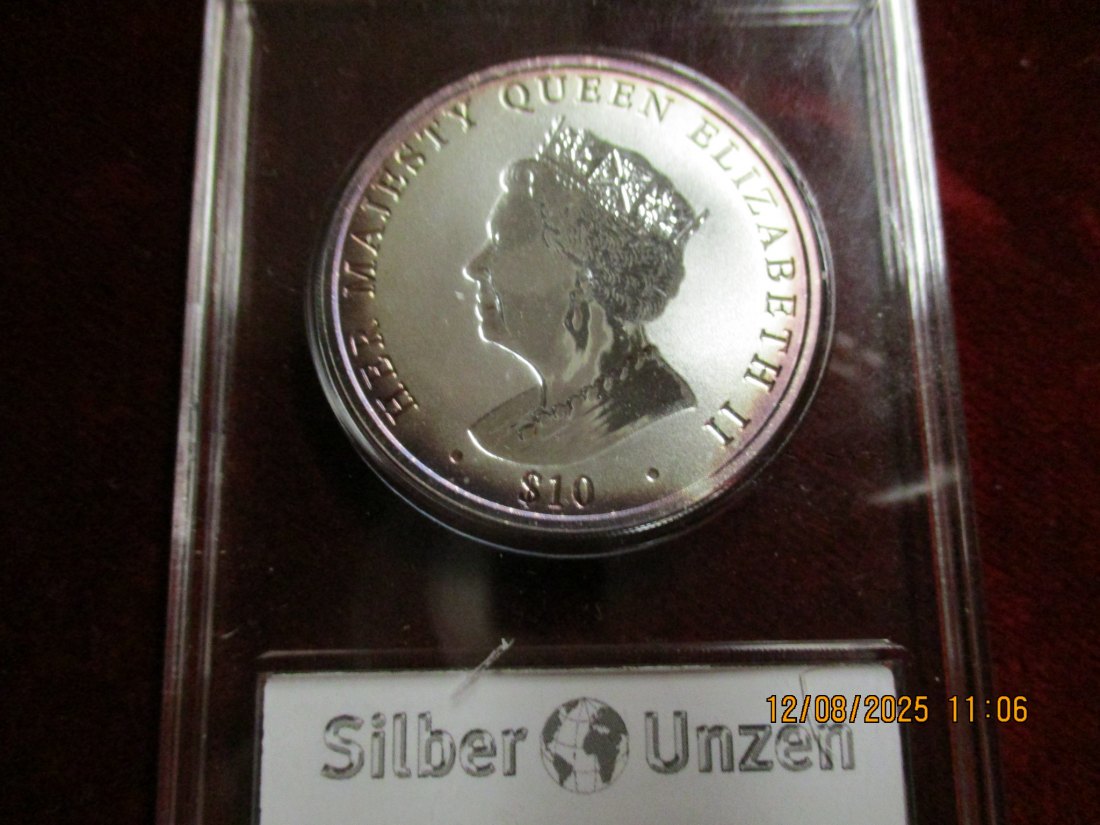 HER MAJESTY QUEEN ELIZABETH II
• $10 •
12/08/2025 11:06
Silber Unzen